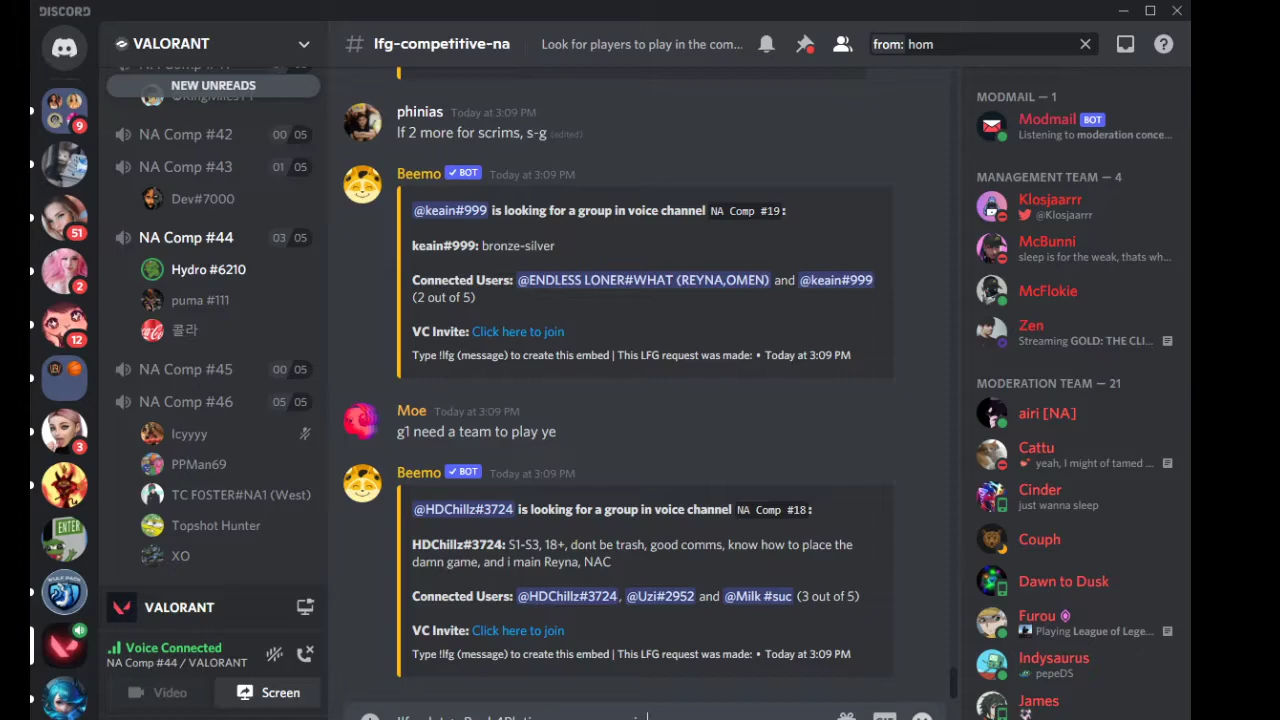 DISCORD
VALORANT
NEW UNREADS
NA Comp #42 00 05
NA Comp #43 01 05
Dev#7000
NA Comp #44 03 05
Hydro #6210
puma #111
콜라
NA Comp #45 00 05
NA Comp #46 05 05
Icyyyy
PPMan69
TC F0STER#NA1 (West)
Topshot Hunter
XO
VALORANT
Voice Connected
NA Comp #44 / VALORANT
Video
Screen
9
51
2
12
3
ENTER
# lfg-competitive-na
Look for players to play in the com...
from: hom
phinias Today at 3:09 PM
lf 2 more for scrims, s-g (edited)
Beemo BOT Today at 3:09 PM
@keain#999 is looking for a group in voice channel NA Comp #19:
keain#999: bronze-silver
Connected Users: @ENDLESS LONER#WHAT (REYNA,OMEN) and @keain#999
(2 out of 5)
VC Invite: Click here to join
Type !lfg (message) to create this embed | This LFG request was made: • Today at 3:09 PM
Moe Today at 3:09 PM
g1 need a team to play ye
Beemo BOT Today at 3:09 PM
@HDChillz#3724 is looking for a group in voice channel NA Comp #18:
HDChillz#3724: S1-S3, 18+, dont be trash, good comms, know how to place the
damn game, and i main Reyna, NAC
Connected Users: @HDChillz#3724, @Uzi#2952 and @Milk #suc (3 out of 5)
VC Invite: Click here to join
Type !lfg (message) to create this embed | This LFG request was made: • Today at 3:09 PM
MODMAIL — 1
Modmail BOT
Listening to moderation conce...
MANAGEMENT TEAM — 4
Klosjaarrr
@Klosjaarrr
McBunni
sleep is for the weak, thats wh...
McFlokie
Zen
Streaming GOLD: THE CLI...
MODERATION TEAM — 21
airi [NA]
Cattu
yeah, I might of tamed ...
Cinder
just wanna sleep
Couph
Dawn to Dusk
Furou
Playing League of Lege...
Indysaurus
pepeDS
James